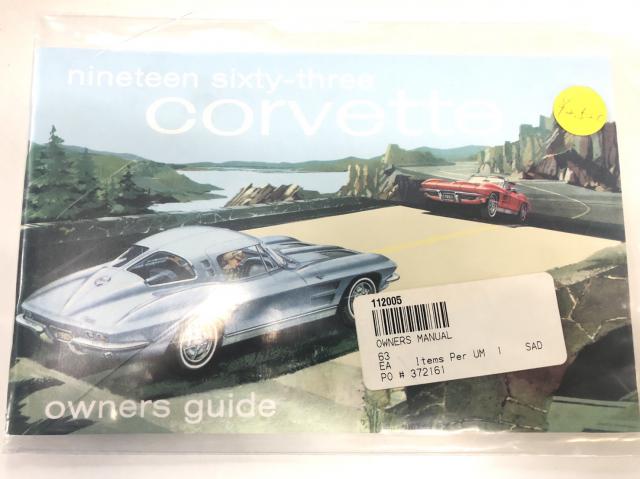 nineteen sixty-three
corvette
112005
OWNERS MANUAL
63
EA Items Per UM 1 SAD
PO # 372161
owners guide